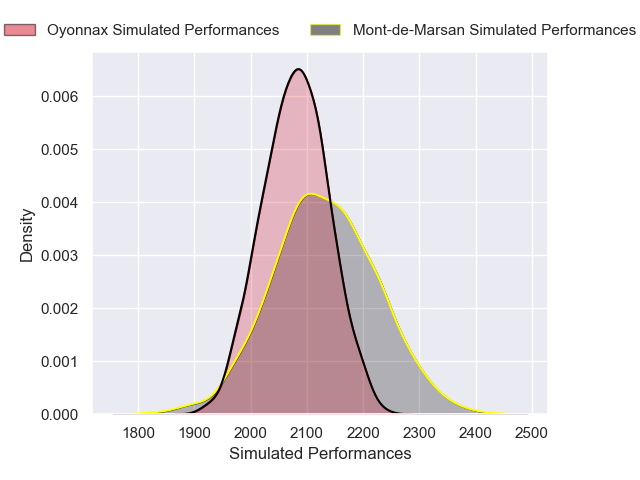 Oyonnax Simulated Performances
Mont-de-Marsan Simulated Performances
0.006
0.005
0.004
0.003
0.002
0.001
0.000
Density
1800 1900 2000 2100 2200 2300 2400 2500
Simulated Performances